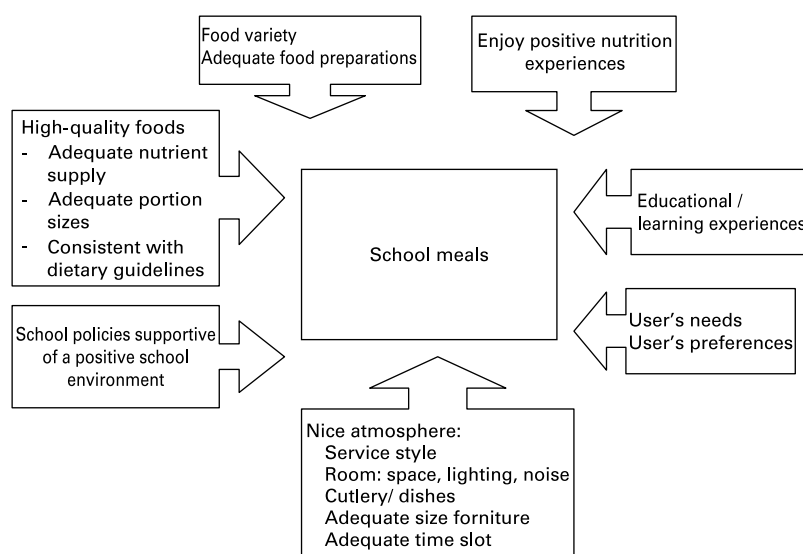 Food variety
Adequate food preparations
Enjoy positive nutrition
experiences
High-quality foods
- Adequate nutrient
supply
- Adequate portion
sizes
- Consistent with
dietary guidelines
School meals
Educational /
learning experiences
School policies supportive
of a positive school
environment
User's needs
User's preferences
Nice atmosphere:
Service style
Room: space, lighting, noise
Cutlery/ dishes
Adequate size forniture
Adequate time slot